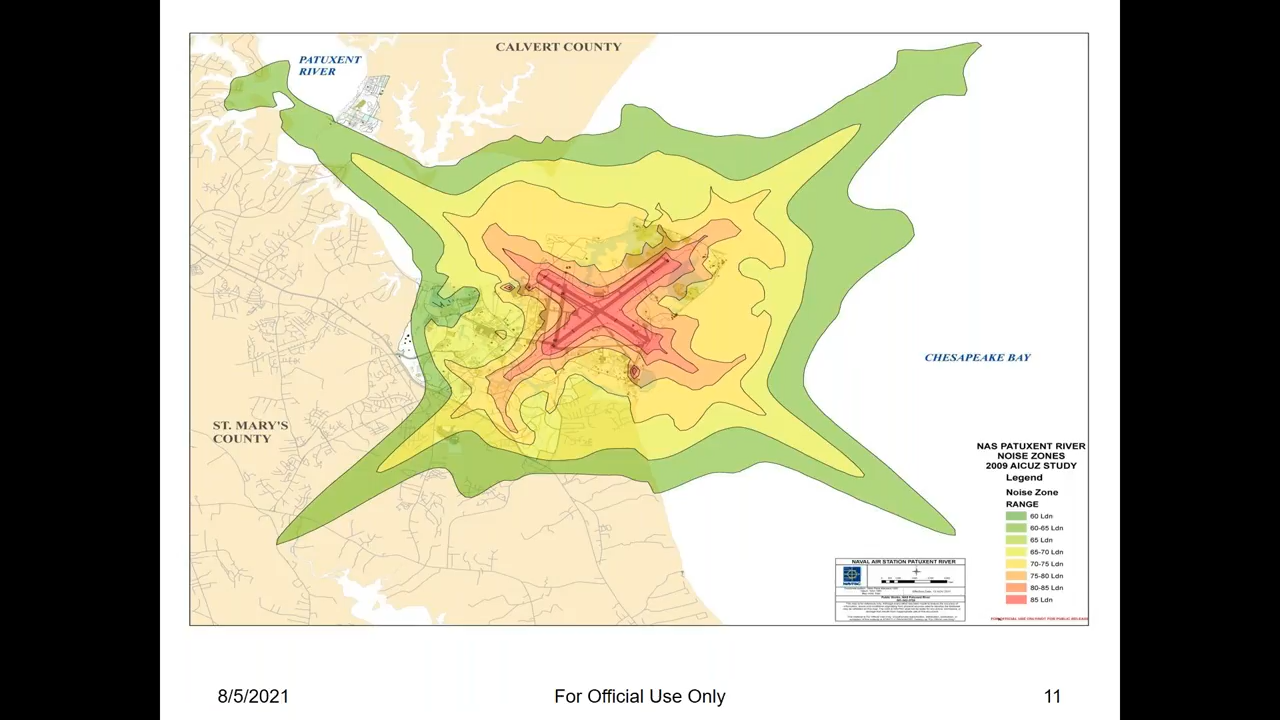 CALVERT COUNTY
PATUXENT
RIVER
CHESAPEAKE BAY
ST. MARY'S
COUNTY
NAS PATUXENT RIVER
NOISE ZONES
2009 AICUZ STUDY
Legend
Noise Zone
RANGE
60 Ldn
60-65 Ldn
65 Ldn
65-70 Ldn
70-75 Ldn
75-80 Ldn
80-85 Ldn
85 Ldn
NAVAL AIR STATION PATUXENT RIVER
8/5/2021
For Official Use Only
11